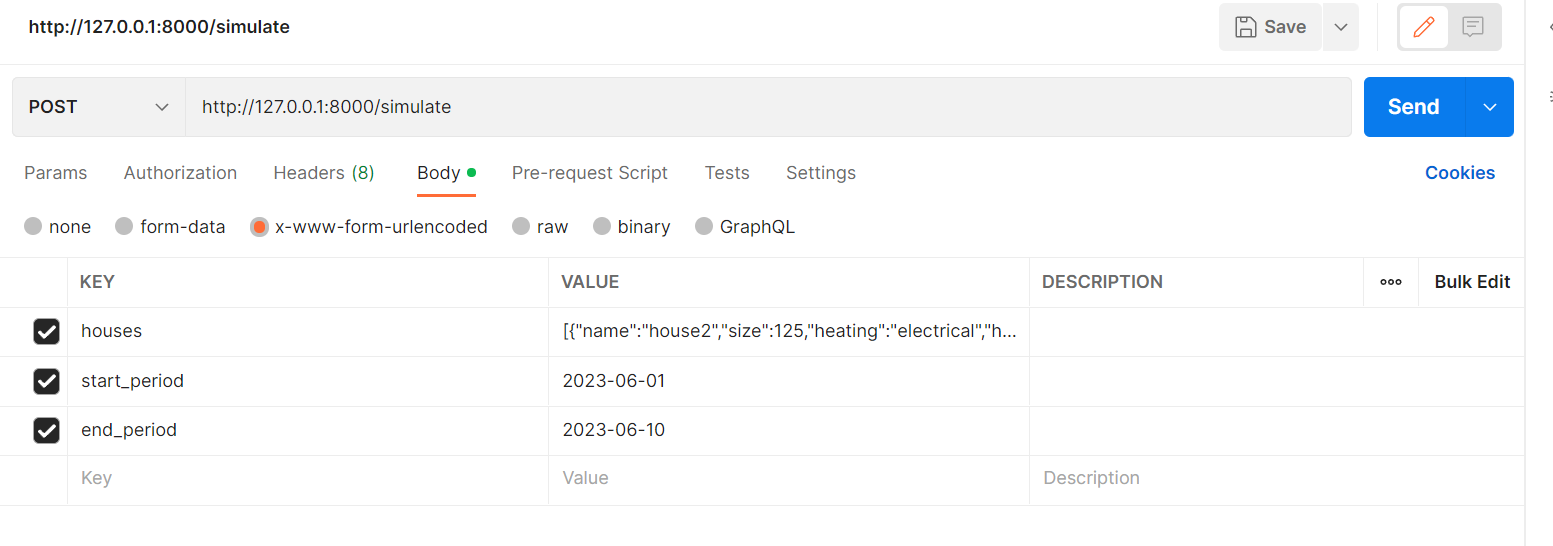 http://127.0.0.1:8000/simulate Save
POST http://127.0.0.1:8000/simulate Send
Params Authorization Headers (8) Body Pre-request Script Tests Settings Cookies
none form-data x-www-form-urlencoded raw binary GraphQL
KEY VALUE DESCRIPTION ooo Bulk Edit
houses [{"name":"house2","size":125,"heating":"electrical","h...
start_period 2023-06-01
end_period 2023-06-10
Key Value Description